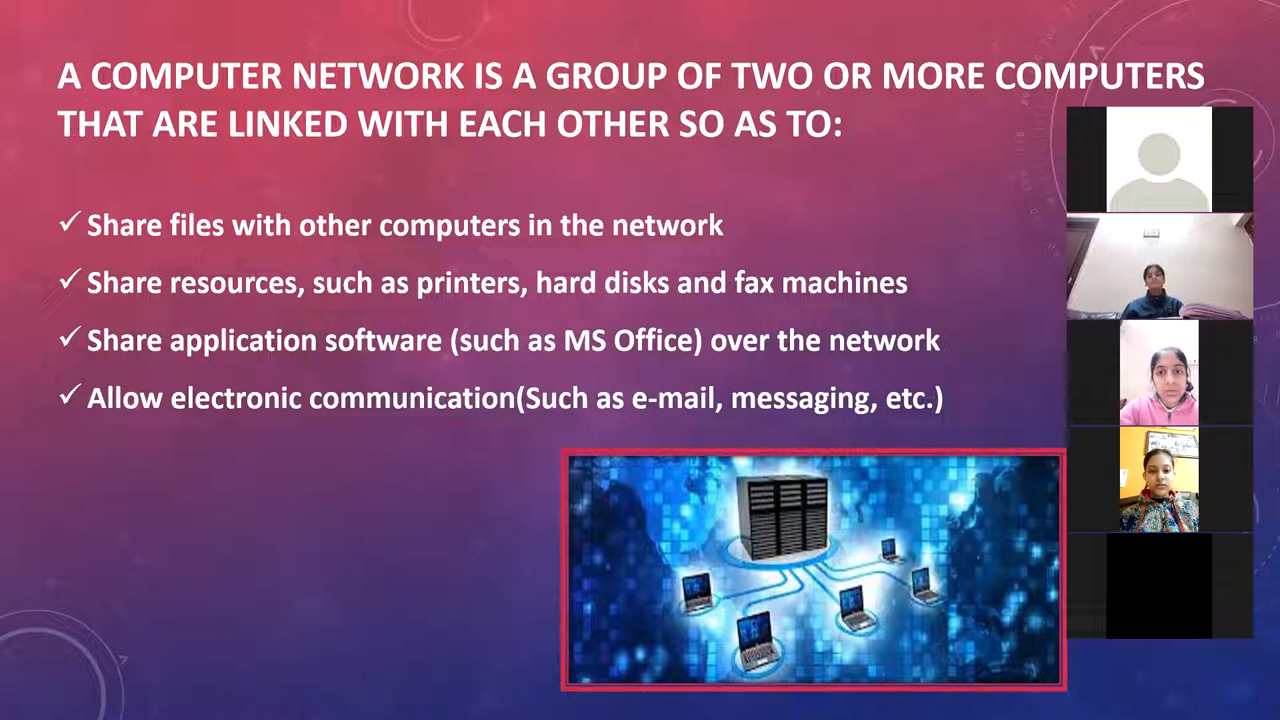 A COMPUTER NETWORK IS A GROUP OF TWO OR MORE COMPUTERS
THAT ARE LINKED WITH EACH OTHER SO AS TO:
✓ Share files with other computers in the network
✓ Share resources, such as printers, hard disks and fax machines
✓ Share application software (such as MS Office) over the network
✓ Allow electronic communication(Such as e-mail, messaging, etc.)